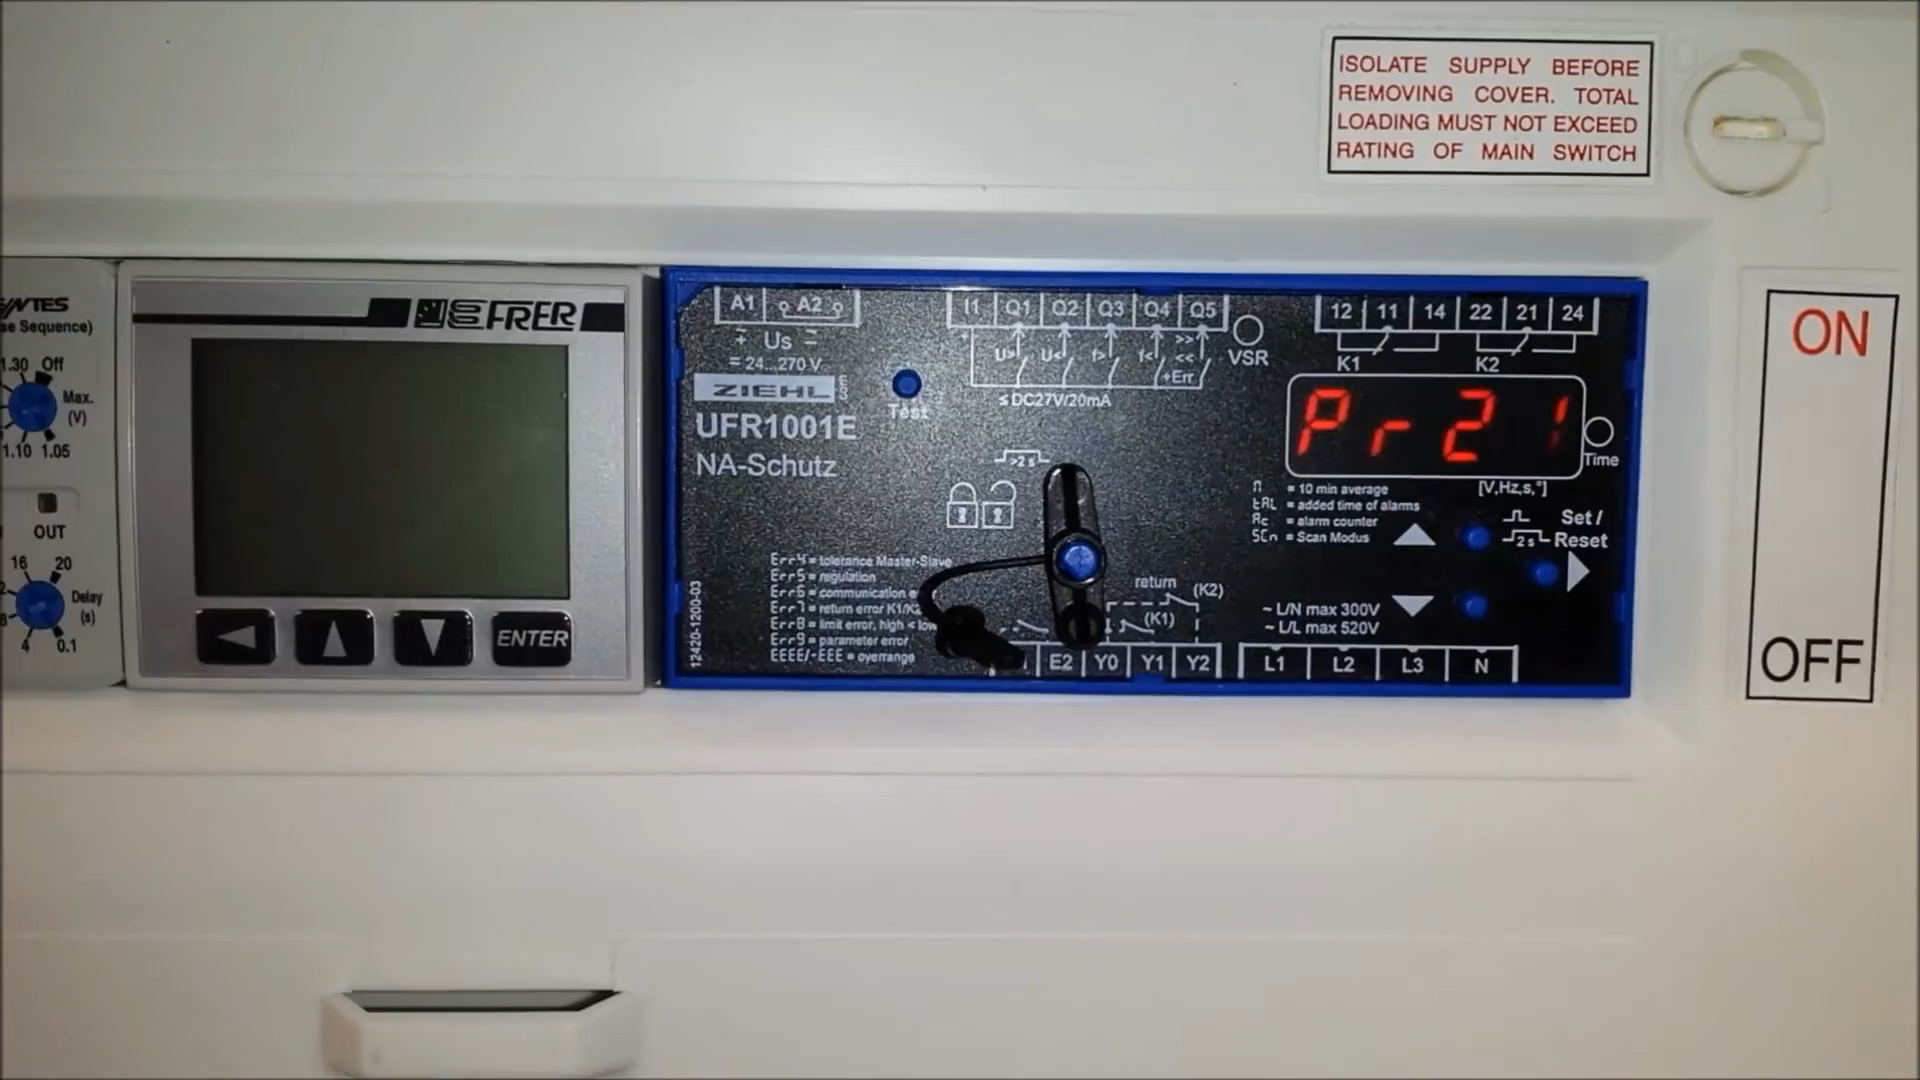 ISOLATE SUPPLY BEFORE
REMOVING COVER. TOTAL
LOADING MUST NOT EXCEED
RATING OF MAIN SWITCH
ON
OFF
se Sequence)
1.30 Off
Max.
(V)
1.10 1.05
OUT
16 20
Delay
(s)
4 0.1
FRER
ENTER
A1 A2
+ Us −
= 24...270 V
ZIEHL
.com
UFR1001E
NA-Schutz
Test
I1 Q1 Q2 Q3 Q4 Q5
U> U< f> f< >> <<
+Err
≤ DC27V/20mA
VSR
12 11 14 22 21 24
K1 K2
Pr21
Time
[V,Hz,s,°]
>2 s
= 10 min average
tAL = added time of alarms
Ac = alarm counter
SCn = Scan Modus
2 s
Set /
Reset
12420-1200-03
Err4 = tolerance Master-Slave
Err5 = regulation
Err6 = communication e
Err7 = return error K1/K2
Err8 = limit error, high < low
Err9 = parameter error
EEEE/-EEE = overrange
return (K2)
(K1)
~ L/N max 300V
~ L/L max 520V
E2 Y0 Y1 Y2
L1 L2 L3 N